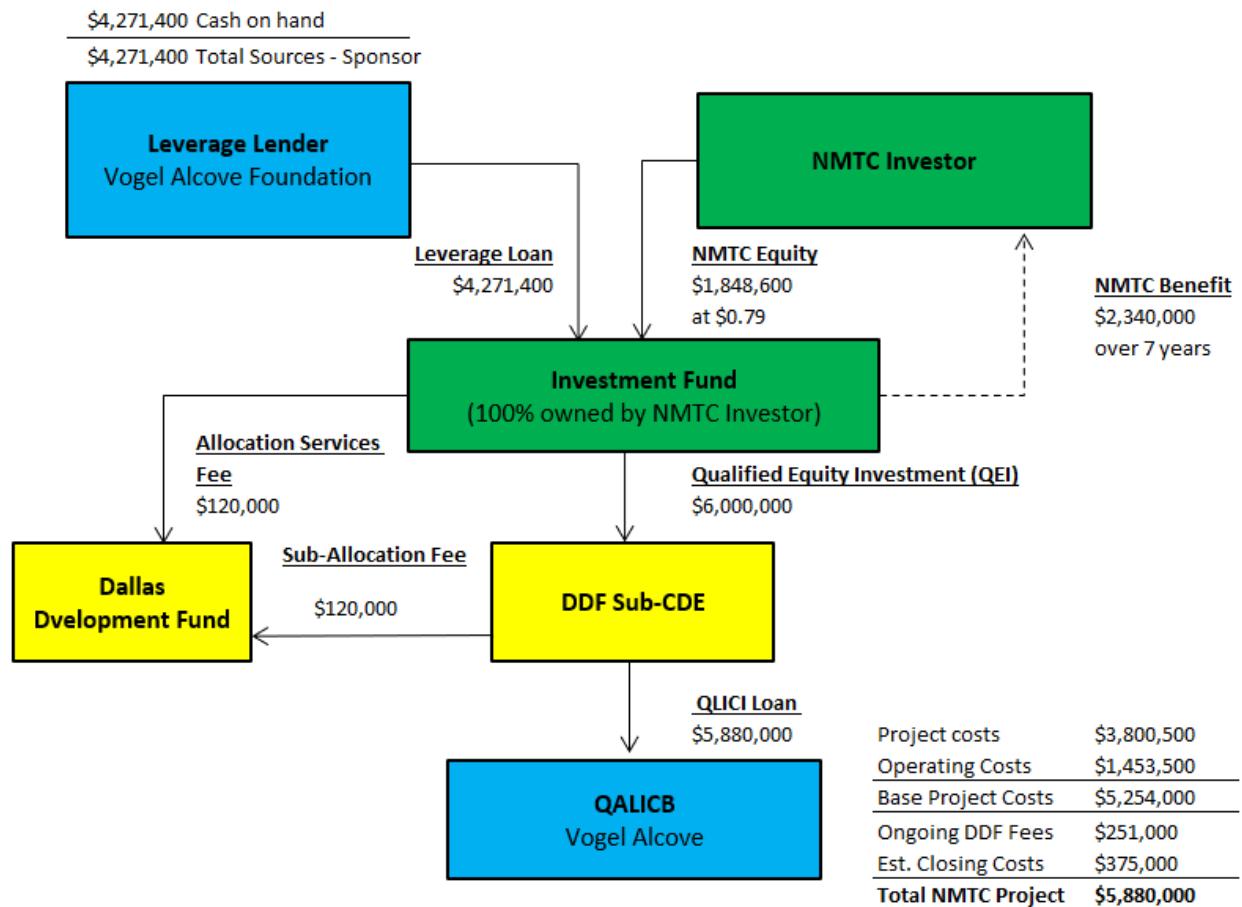 $4,271,400 Cash on hand
$4,271,400 Total Sources - Sponsor
Leverage Lender
Vogel Alcove Foundation
NMTC Investor
Leverage Loan
$4,271,400
NMTC Equity
$1,848,600
at $0.79
NMTC Benefit
$2,340,000
over 7 years
Investment Fund
(100% owned by NMTC Investor)
Allocation Services
Fee
$120,000
Qualified Equity Investment (QEI)
$6,000,000
Dallas
Dvelopment Fund
Sub-Allocation Fee
$120,000
DDF Sub-CDE
QLICI Loan
$5,880,000
QALICB
Vogel Alcove
Project costs $3,800,500
Operating Costs $1,453,500
Base Project Costs $5,254,000
Ongoing DDF Fees $251,000
Est. Closing Costs $375,000
Total NMTC Project $5,880,000